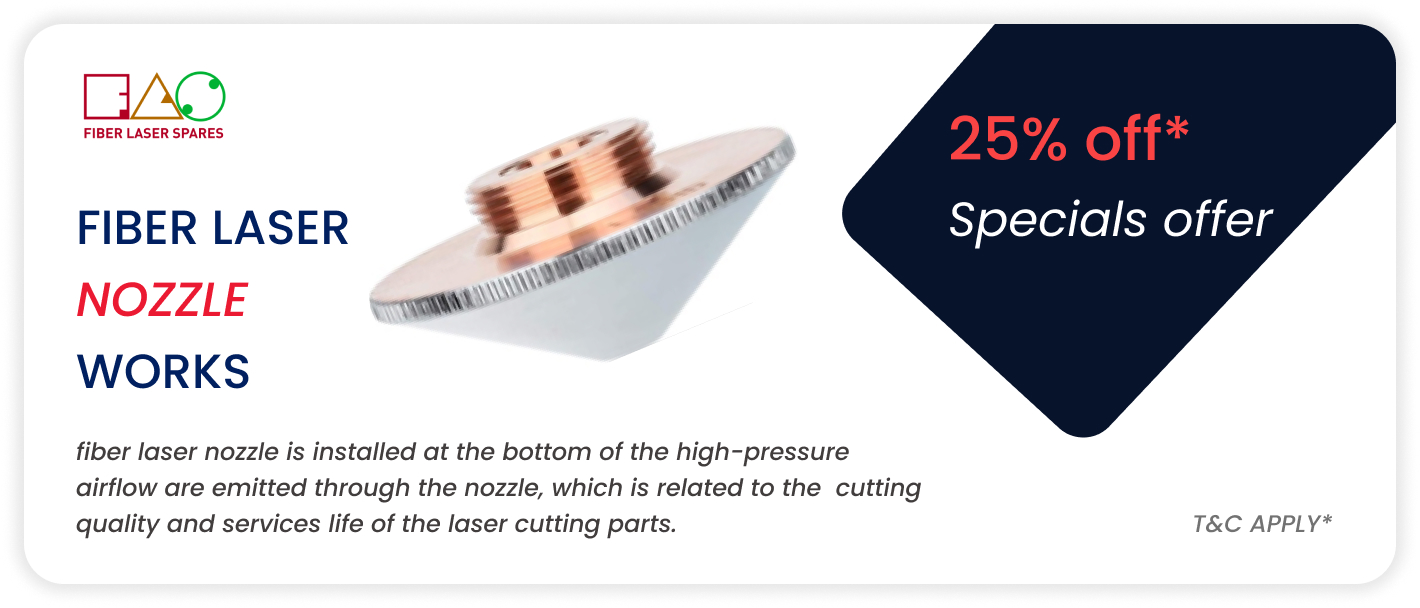 FIBER LASER SPARES
FIBER LASER
NOZZLE
WORKS
25% off*
Specials offer
fiber laser nozzle is installed at the bottom of the high-pressure
airflow are emitted through the nozzle, which is related to the  cutting
quality and services life of the laser cutting parts.
T&C APPLY*